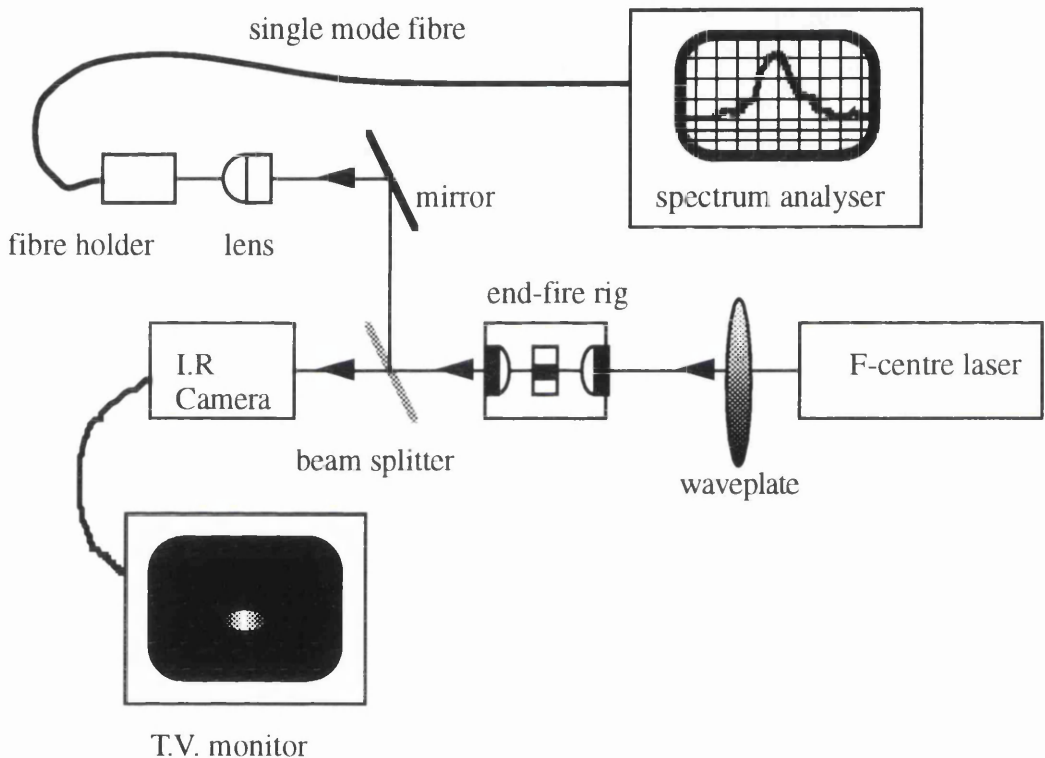 single mode fibre
mirror
spectrum analyser
fibre holder
lens
end-fire rig
I.R
Camera
F-centre laser
beam splitter
waveplate
T.V. monitor